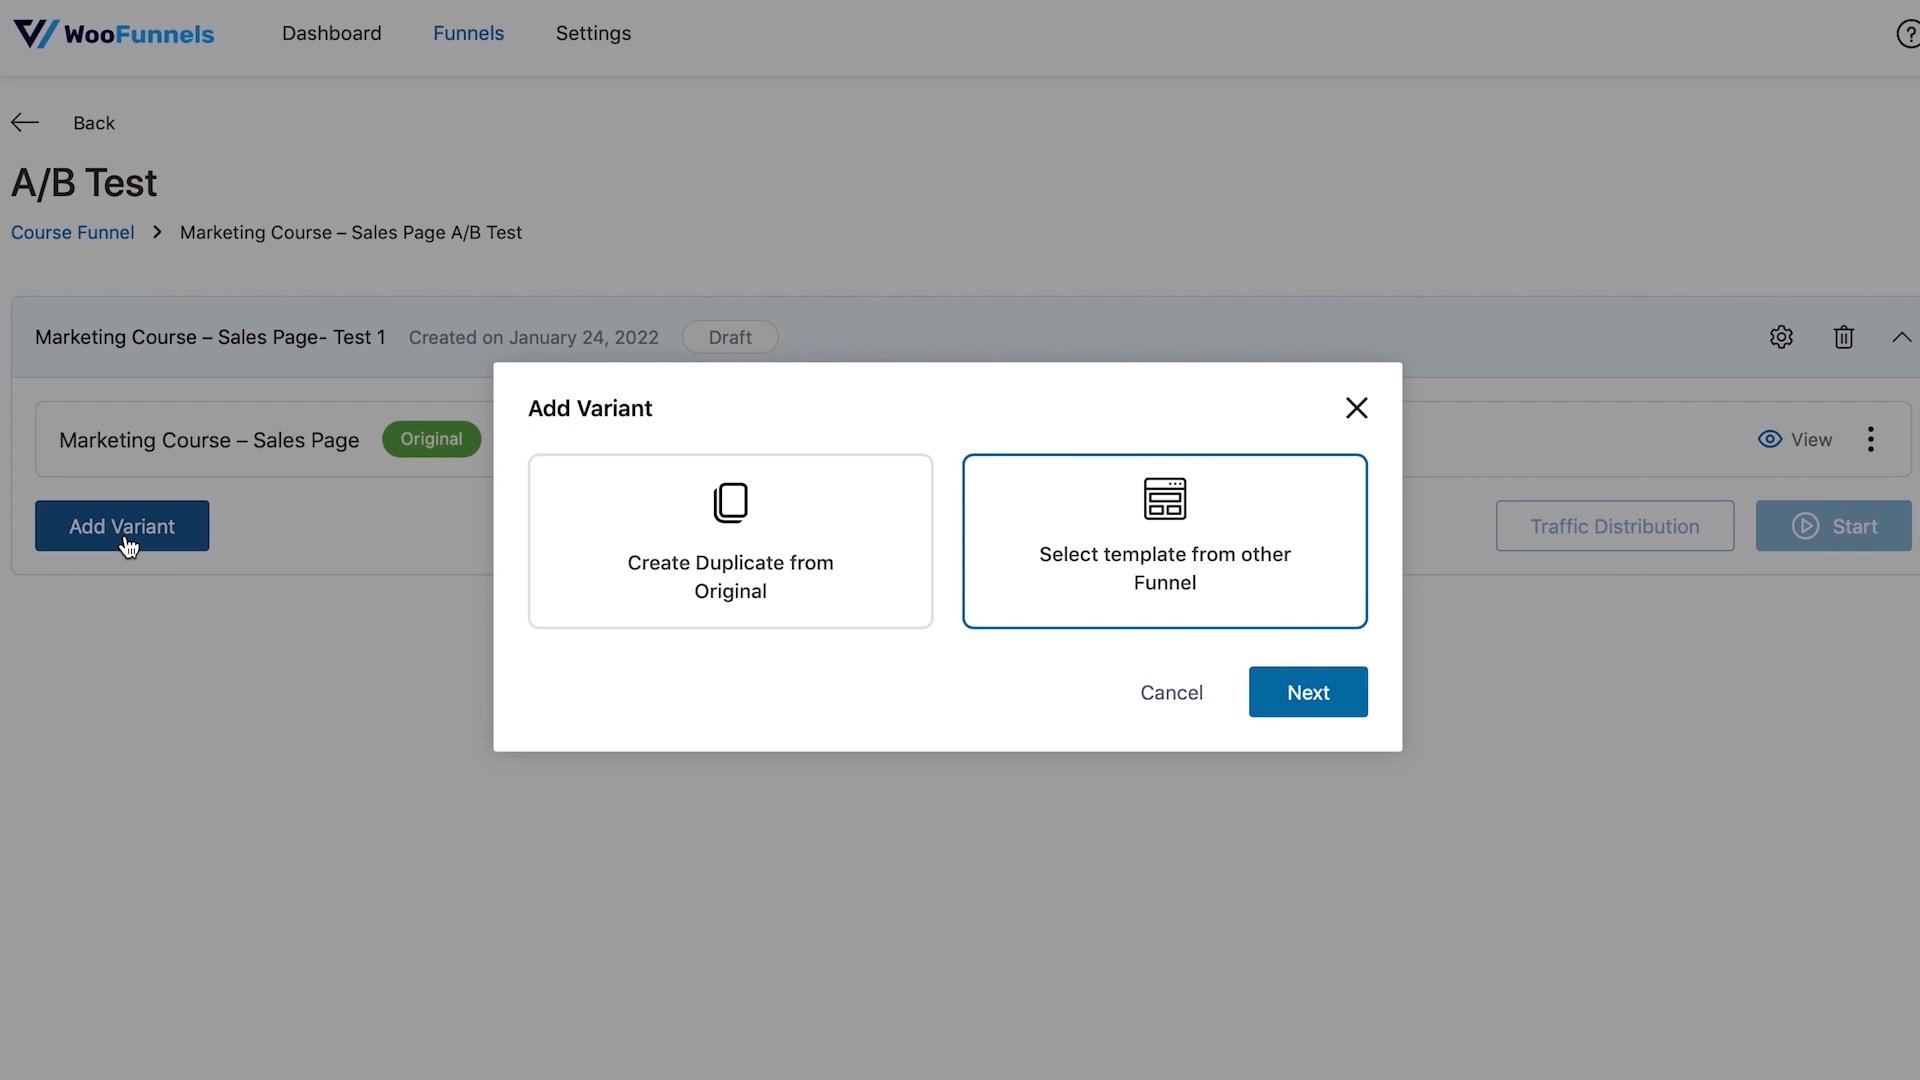 WooFunnels
Dashboard
Funnels
Settings
?
Back
A/B Test
Course Funnel > Marketing Course – Sales Page A/B Test
Marketing Course – Sales Page- Test 1 Created on January 24, 2022 Draft
Marketing Course – Sales Page Original
View
Add Variant
Traffic Distribution
Start
Add Variant
Create Duplicate from
Original
Select template from other
Funnel
Cancel
Next